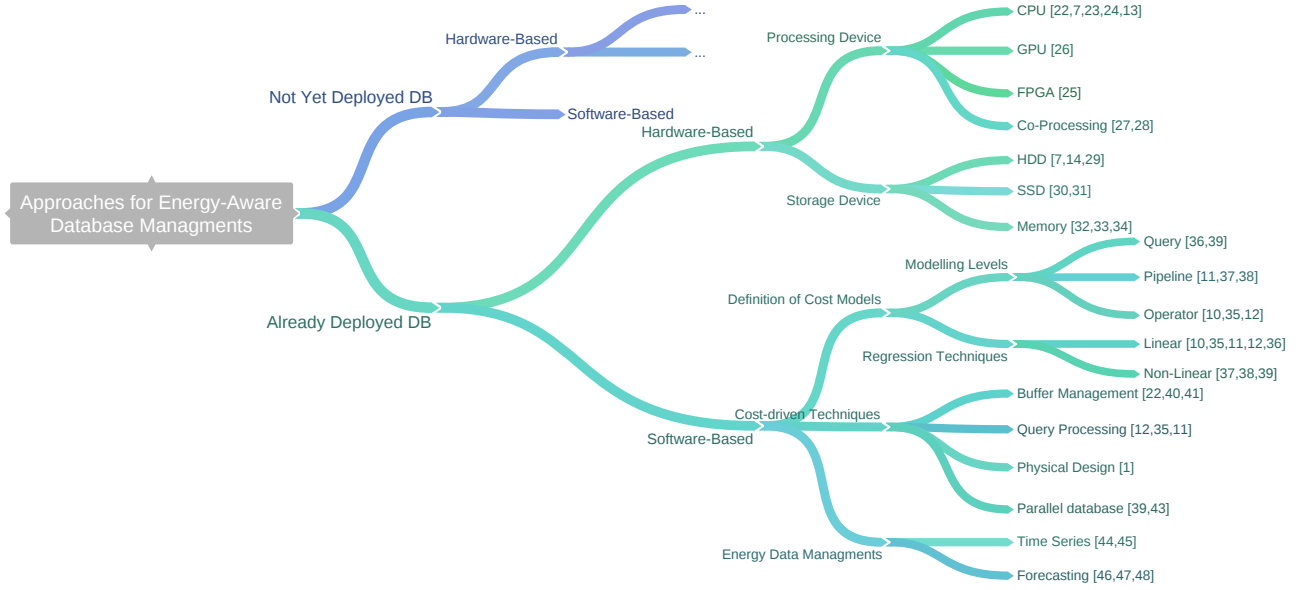 Approaches for Energy-Aware
Database Managments
Not Yet Deployed DB
Hardware-Based
...
...
Software-Based
Already Deployed DB
Hardware-Based
Processing Device
CPU [22,7,23,24,13]
GPU [26]
FPGA [25]
Co-Processing [27,28]
Storage Device
HDD [7,14,29]
SSD [30,31]
Memory [32,33,34]
Software-Based
Definition of Cost Models
Modelling Levels
Query [36,39]
Pipeline [11,37,38]
Operator [10,35,12]
Regression Techniques
Linear [10,35,11,12,36]
Non-Linear [37,38,39]
Cost-driven Techniques
Buffer Management [22,40,41]
Query Processing [12,35,11]
Physical Design [1]
Parallel database [39,43]
Energy Data Managments
Time Series [44,45]
Forecasting [46,47,48]